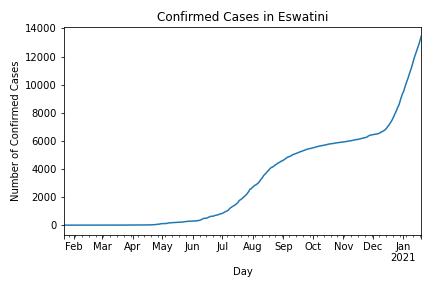 Confirmed Cases in Eswatini
Number of Confirmed Cases
14000
12000
10000
8000
6000
4000
2000
0
Feb Mar Apr May Jun Jul Aug Sep Oct Nov Dec Jan
2021
Day